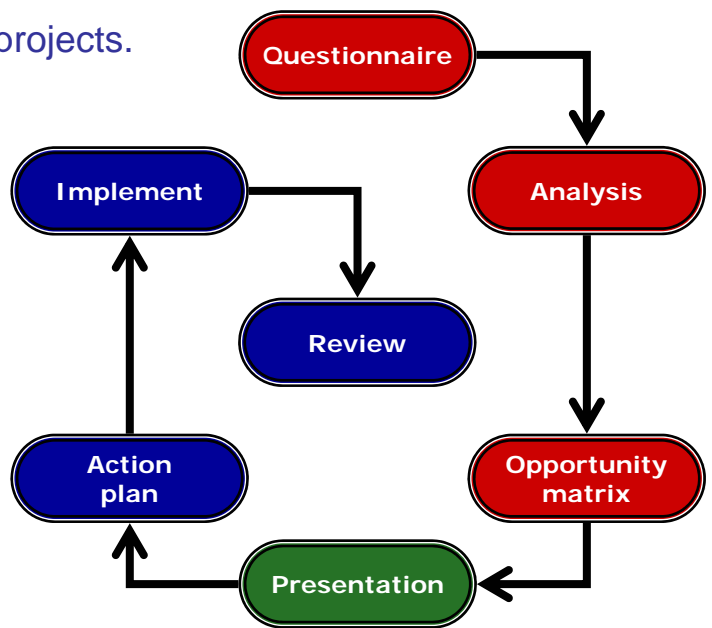 projects.
Questionnaire
Implement
Analysis
Review
Action
plan
Opportunity
matrix
Presentation